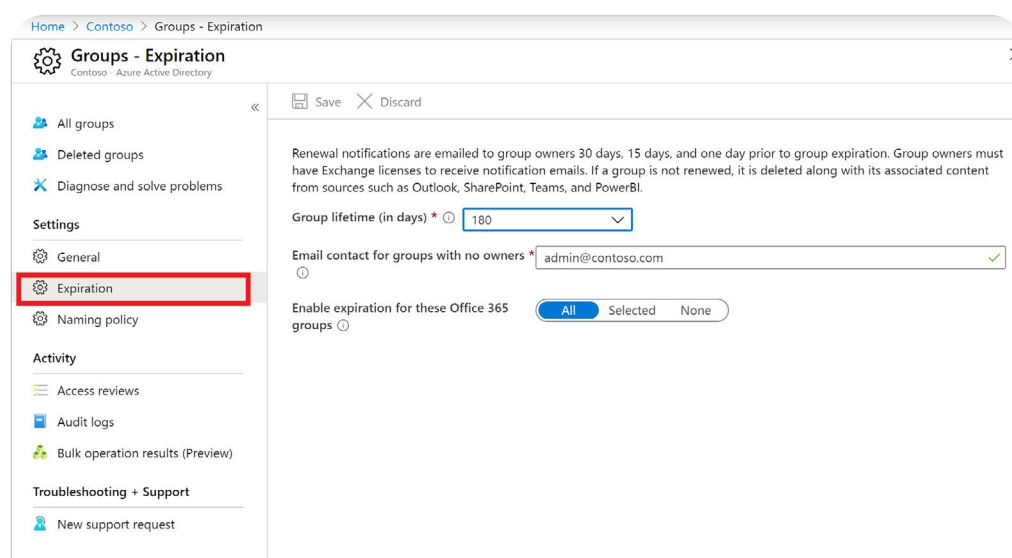 Home > Contoso > Groups - Expiration
Groups - Expiration
Contoso - Azure Active Directory
«
All groups
Deleted groups
Diagnose and solve problems
Settings
General
Expiration
Naming policy
Activity
Access reviews
Audit logs
Bulk operation results (Preview)
Troubleshooting + Support
New support request
Save Discard
Renewal notifications are emailed to group owners 30 days, 15 days, and one day prior to group expiration. Group owners must
have Exchange licenses to receive notification emails. If a group is not renewed, it is deleted along with its associated content
from sources such as Outlook, SharePoint, Teams, and PowerBI.
Group lifetime (in days) * 180
Email contact for groups with no owners * admin@contoso.com
Enable expiration for these Office 365 All Selected None
groups